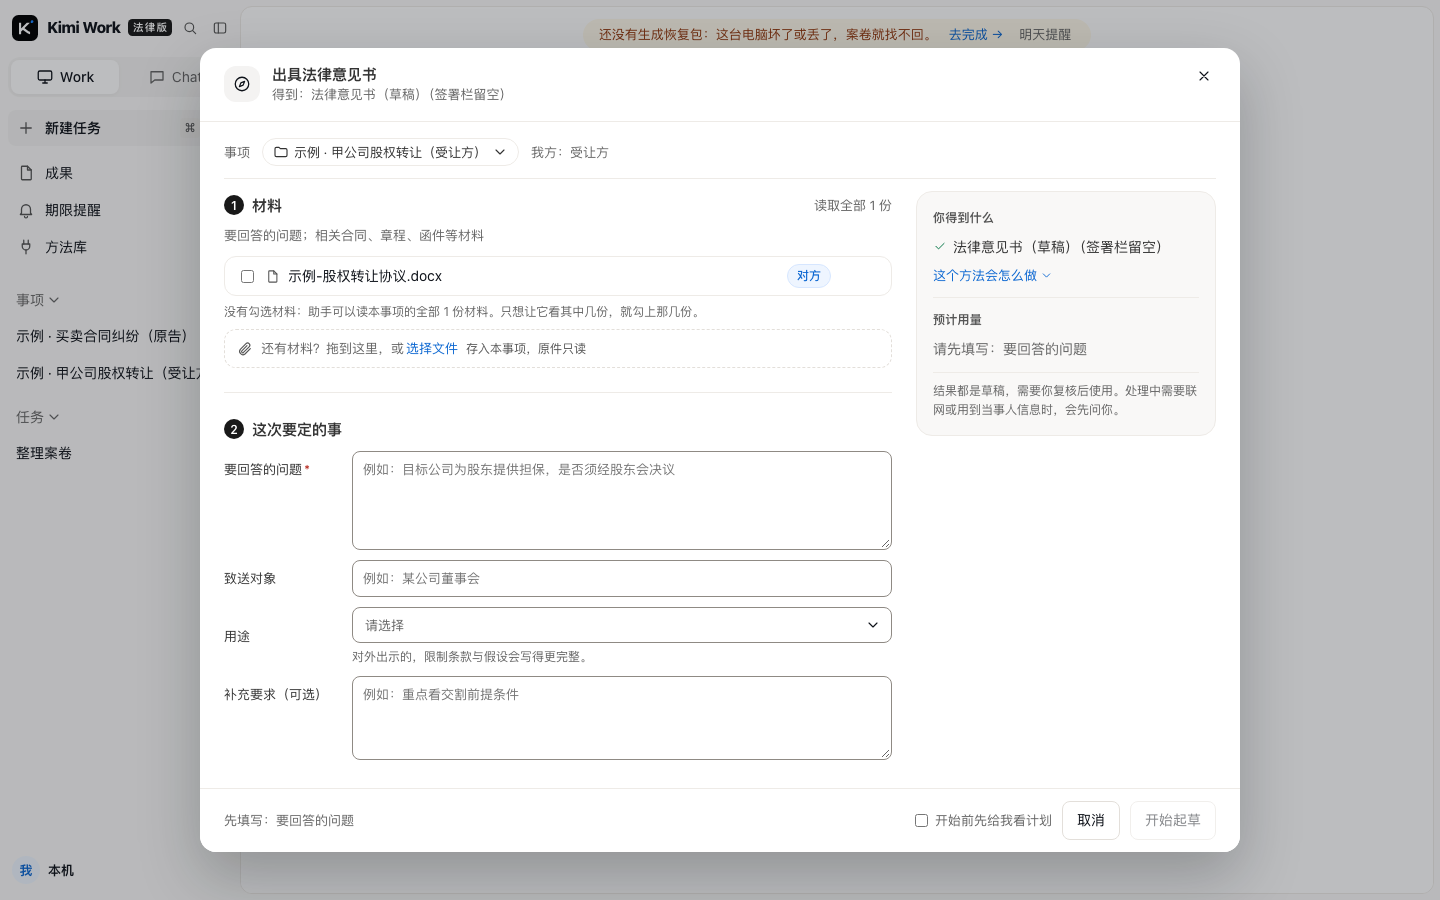 Kimi Work 法律版
还没有生成恢复包：这台电脑坏了或丢了，案卷就找不回。 去完成 → 明天提醒
Work
Chat
新建任务 ⌘
成果
期限提醒
方法库
事项
示例 · 买卖合同纠纷（原告）
示例 · 甲公司股权转让（受让
任务
整理案卷
我 本机
出具法律意见书
得到：法律意见书（草稿）（签署栏留空）
事项 示例 · 甲公司股权转让（受让方） 我方：受让方
1 材料 读取全部 1 份
要回答的问题；相关合同、章程、函件等材料
示例-股权转让协议.docx 对方
没有勾选材料：助手可以读本事项的全部 1 份材料。只想让它看其中几份，就勾上那几份。
还有材料？拖到这里，或 选择文件 存入本事项，原件只读
2 这次要定的事
要回答的问题 *
例如：目标公司为股东提供担保，是否须经股东会决议
致送对象
例如：某公司董事会
用途
请选择
对外出示的，限制条款与假设会写得更完整。
补充要求（可选）
例如：重点看交割前提条件
你得到什么
法律意见书（草稿）（签署栏留空）
这个方法会怎么做
预计用量
请先填写：要回答的问题
结果都是草稿，需要你复核后使用。处理中需要联
网或用到当事人信息时，会先问你。
先填写：要回答的问题
开始前先给我看计划
取消
开始起草